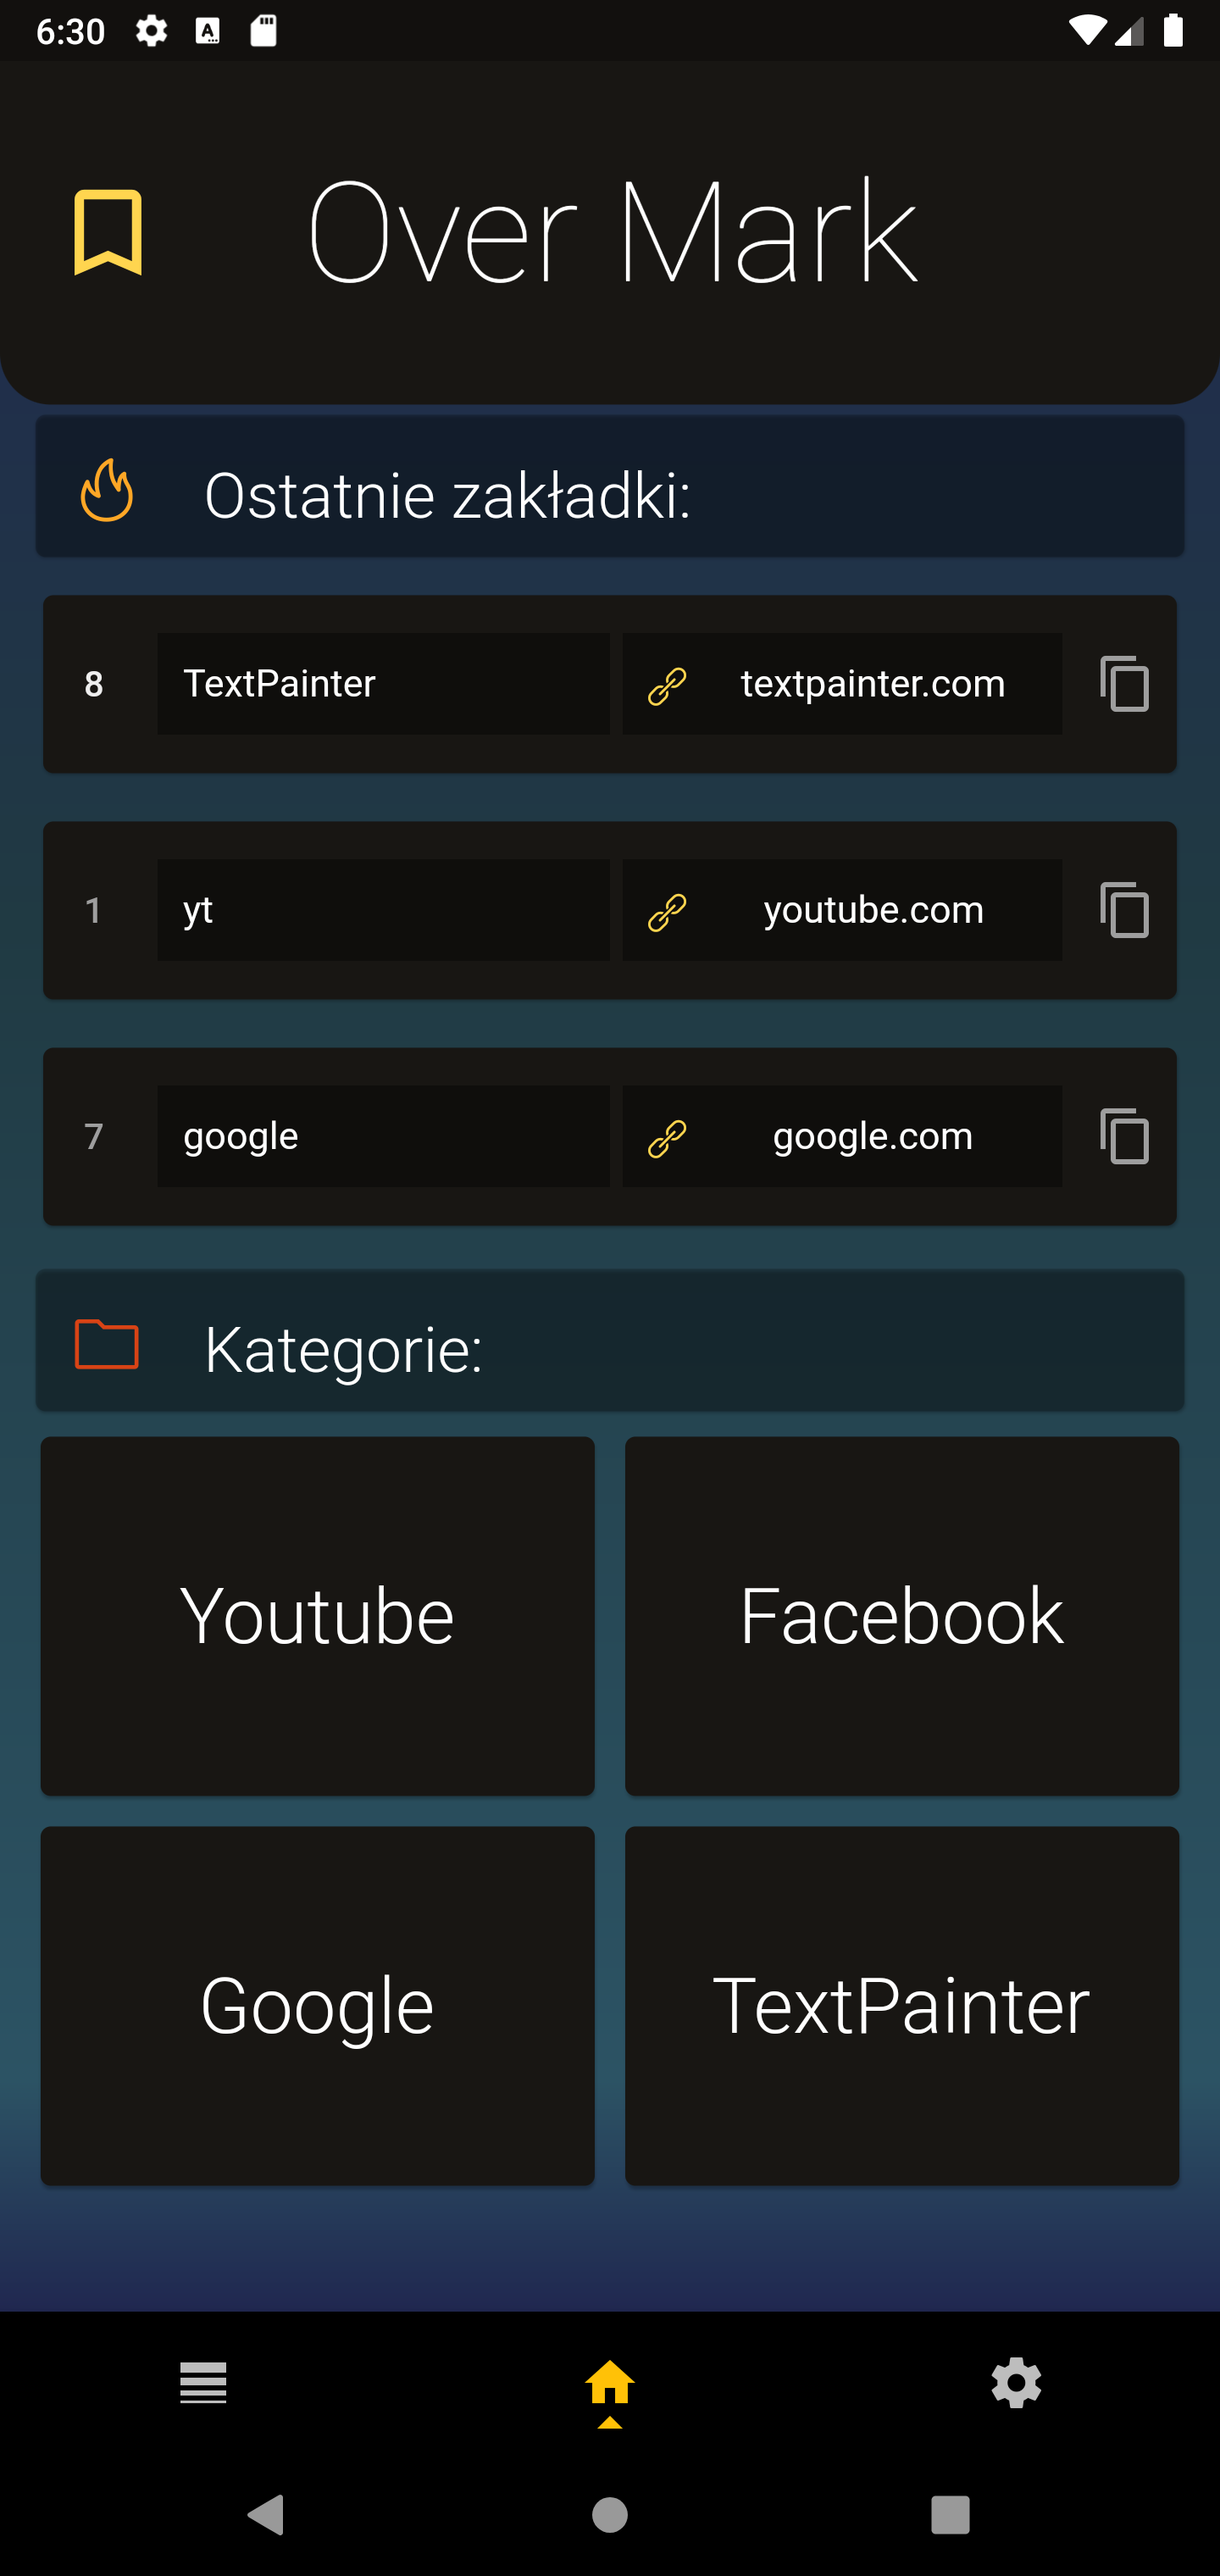 6:30
Over Mark
Ostatnie zakładki:
8 TextPainter textpainter.com
1 yt youtube.com
7 google google.com
Kategorie:
Youtube Facebook
Google TextPainter